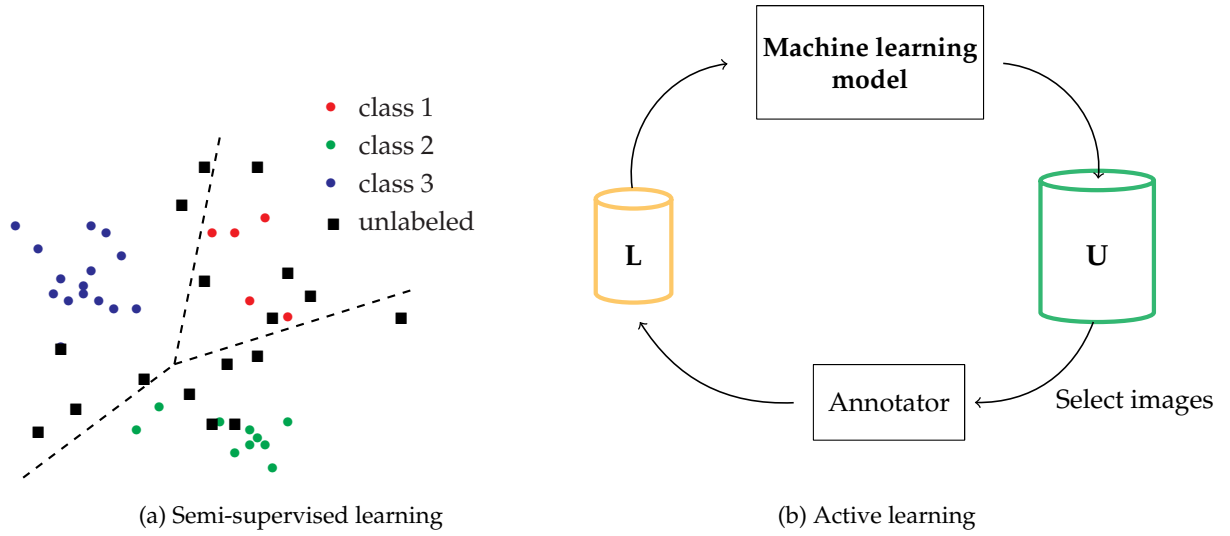 class 1
class 2
class 3
unlabeled
(a) Semi-supervised learning
Machine learning
model
L
U
Annotator
Select images
(b) Active learning